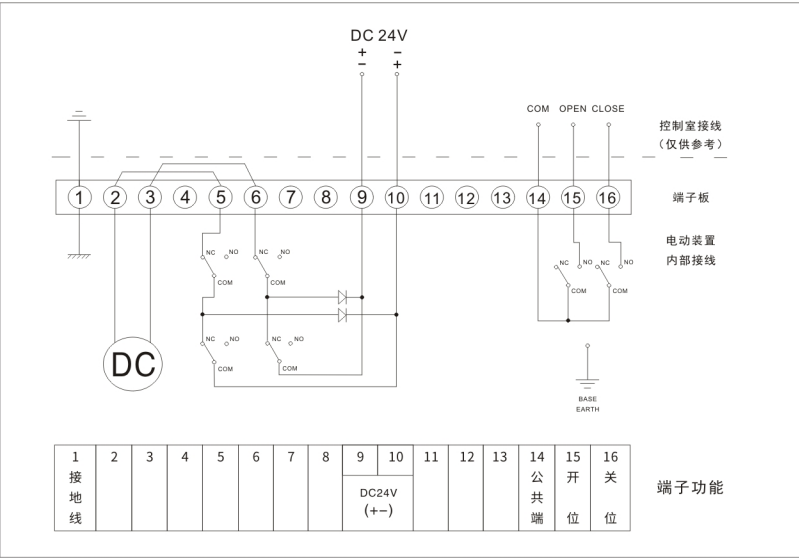 DC 24V
+ −
− +
COM OPEN CLOSE
控制室接线
（仅供参考）
1 2 3 4 5 6 7 8 9 10 11 12 13 14 15 16
端子板
电动装置
内部接线
NC NO NC NO
NC NO NC NO
COM COM
COM COM
NC NO NC NO
COM COM
DC
BASE
EARTH
1 2 3 4 5 6 7 8 9 10 11 12 13 14 15 16
接地线
DC24V
(+−)
公共端
开位
关位
端子功能